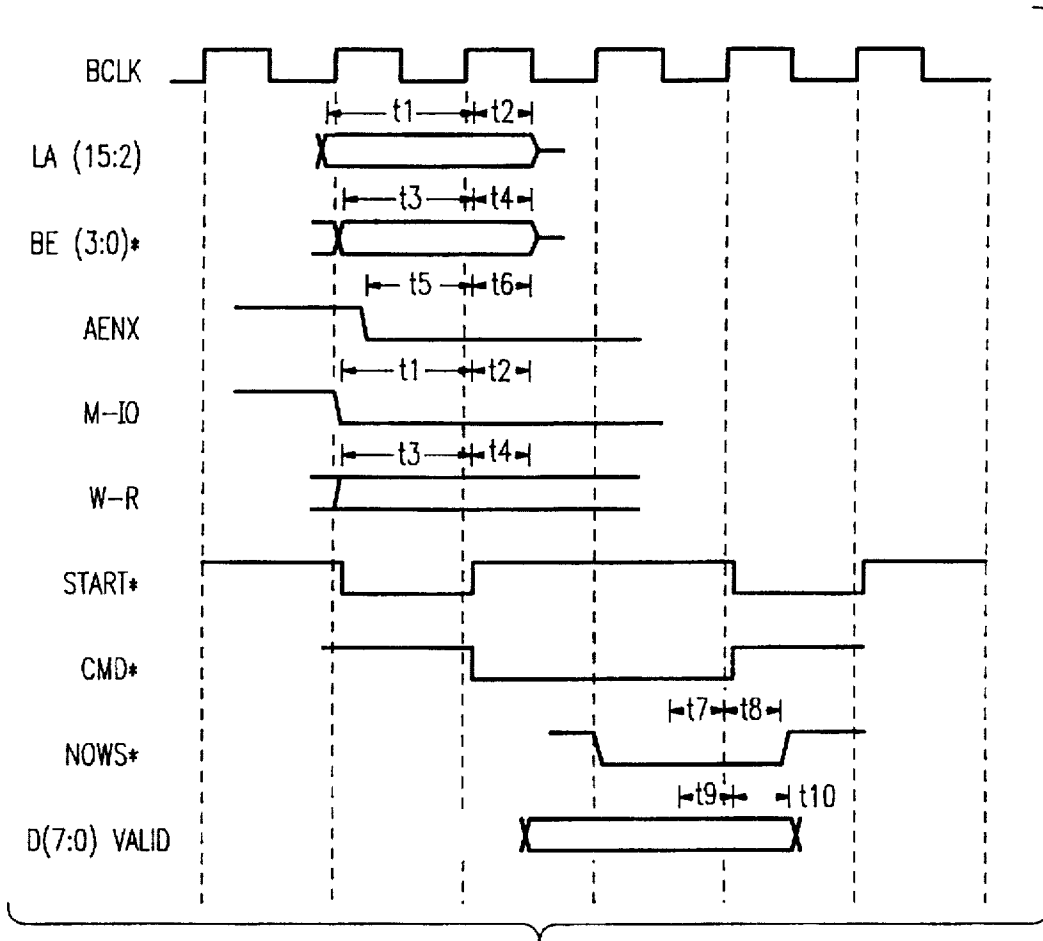 BCLK
t1 t2
LA (15:2)
t3 t4
BE (3:0)*
t5 t6
AENX
t1 t2
M-IO
t3 t4
W-R
START*
CMD*
t7 t8
NOWS*
t9 t10
D(7:0) VALID